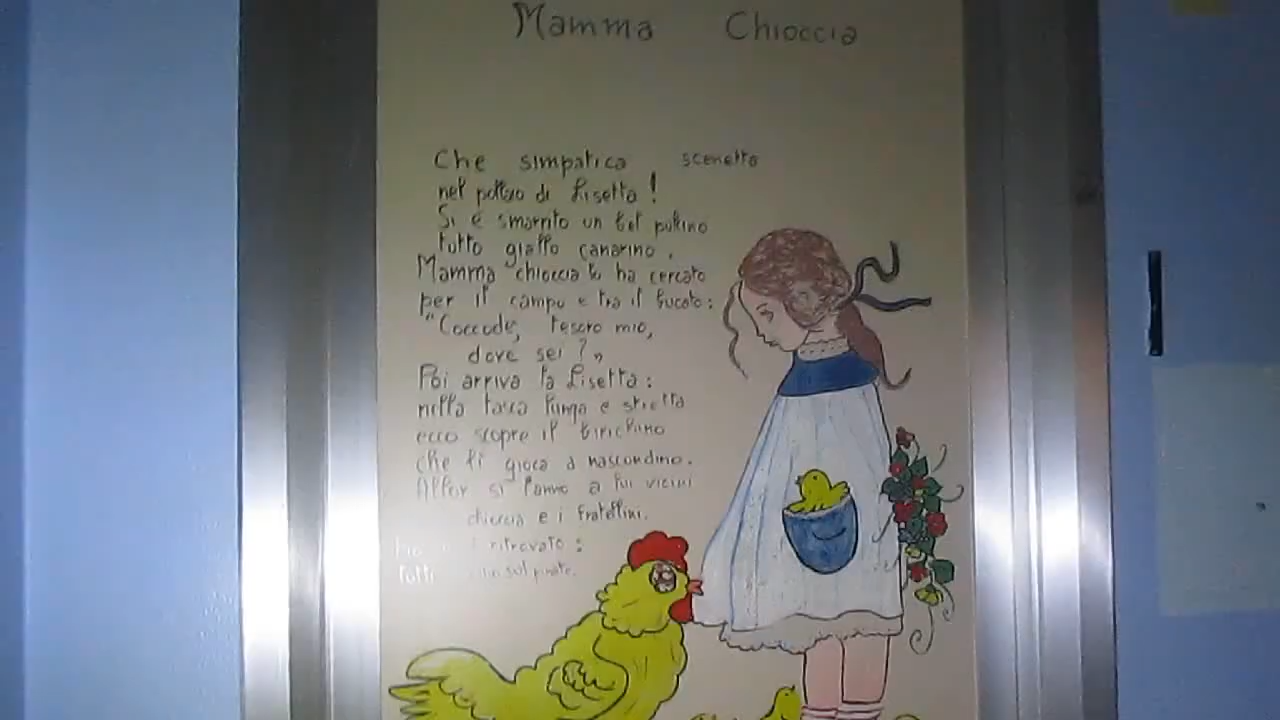 Mamma Chioccia
Che simpatica scenetta
nel pollaio di Lisetta!
Si è smarrito un bel pulcino
tutto giallo canarino.
Mamma chioccia lo ha cercato
per il campo e tra il bucato:
"Coccodè, tesoro mio,
dove sei?"
Poi arriva la Lisetta:
nella tasca lunga e stretta
ecco scopre il birichino
che li gioca a nascondino.
Allor si fanno a lui vicini
chioccia e i fratellini.
ritrovato:
Tutti sul prato.